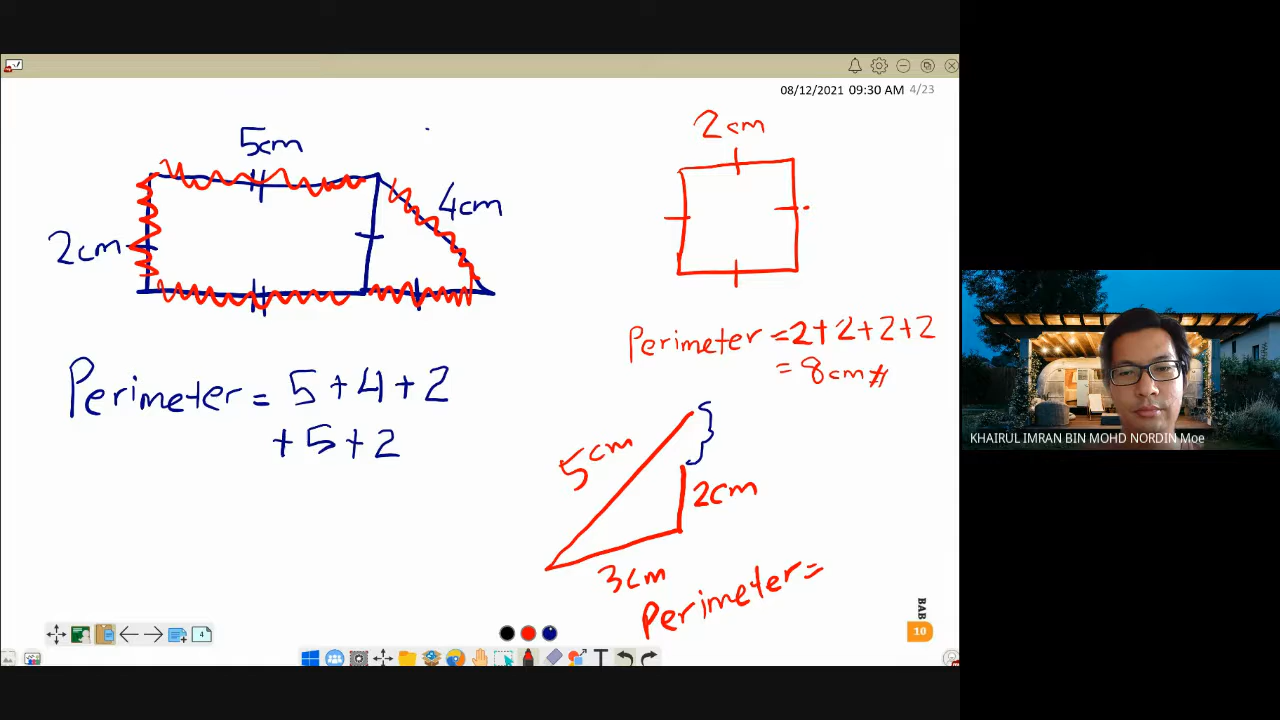 08/12/2021 09:30 AM 4/23
5cm
4cm
2cm
Perimeter = 5+4+2
+5+2
2cm
Perimeter = 2+2+2+2
= 8cm//
5cm
2cm
3cm
Perimeter =
KHAIRUL IMRAN BIN MOHD NORDIN Moe
BAB
10
4
T